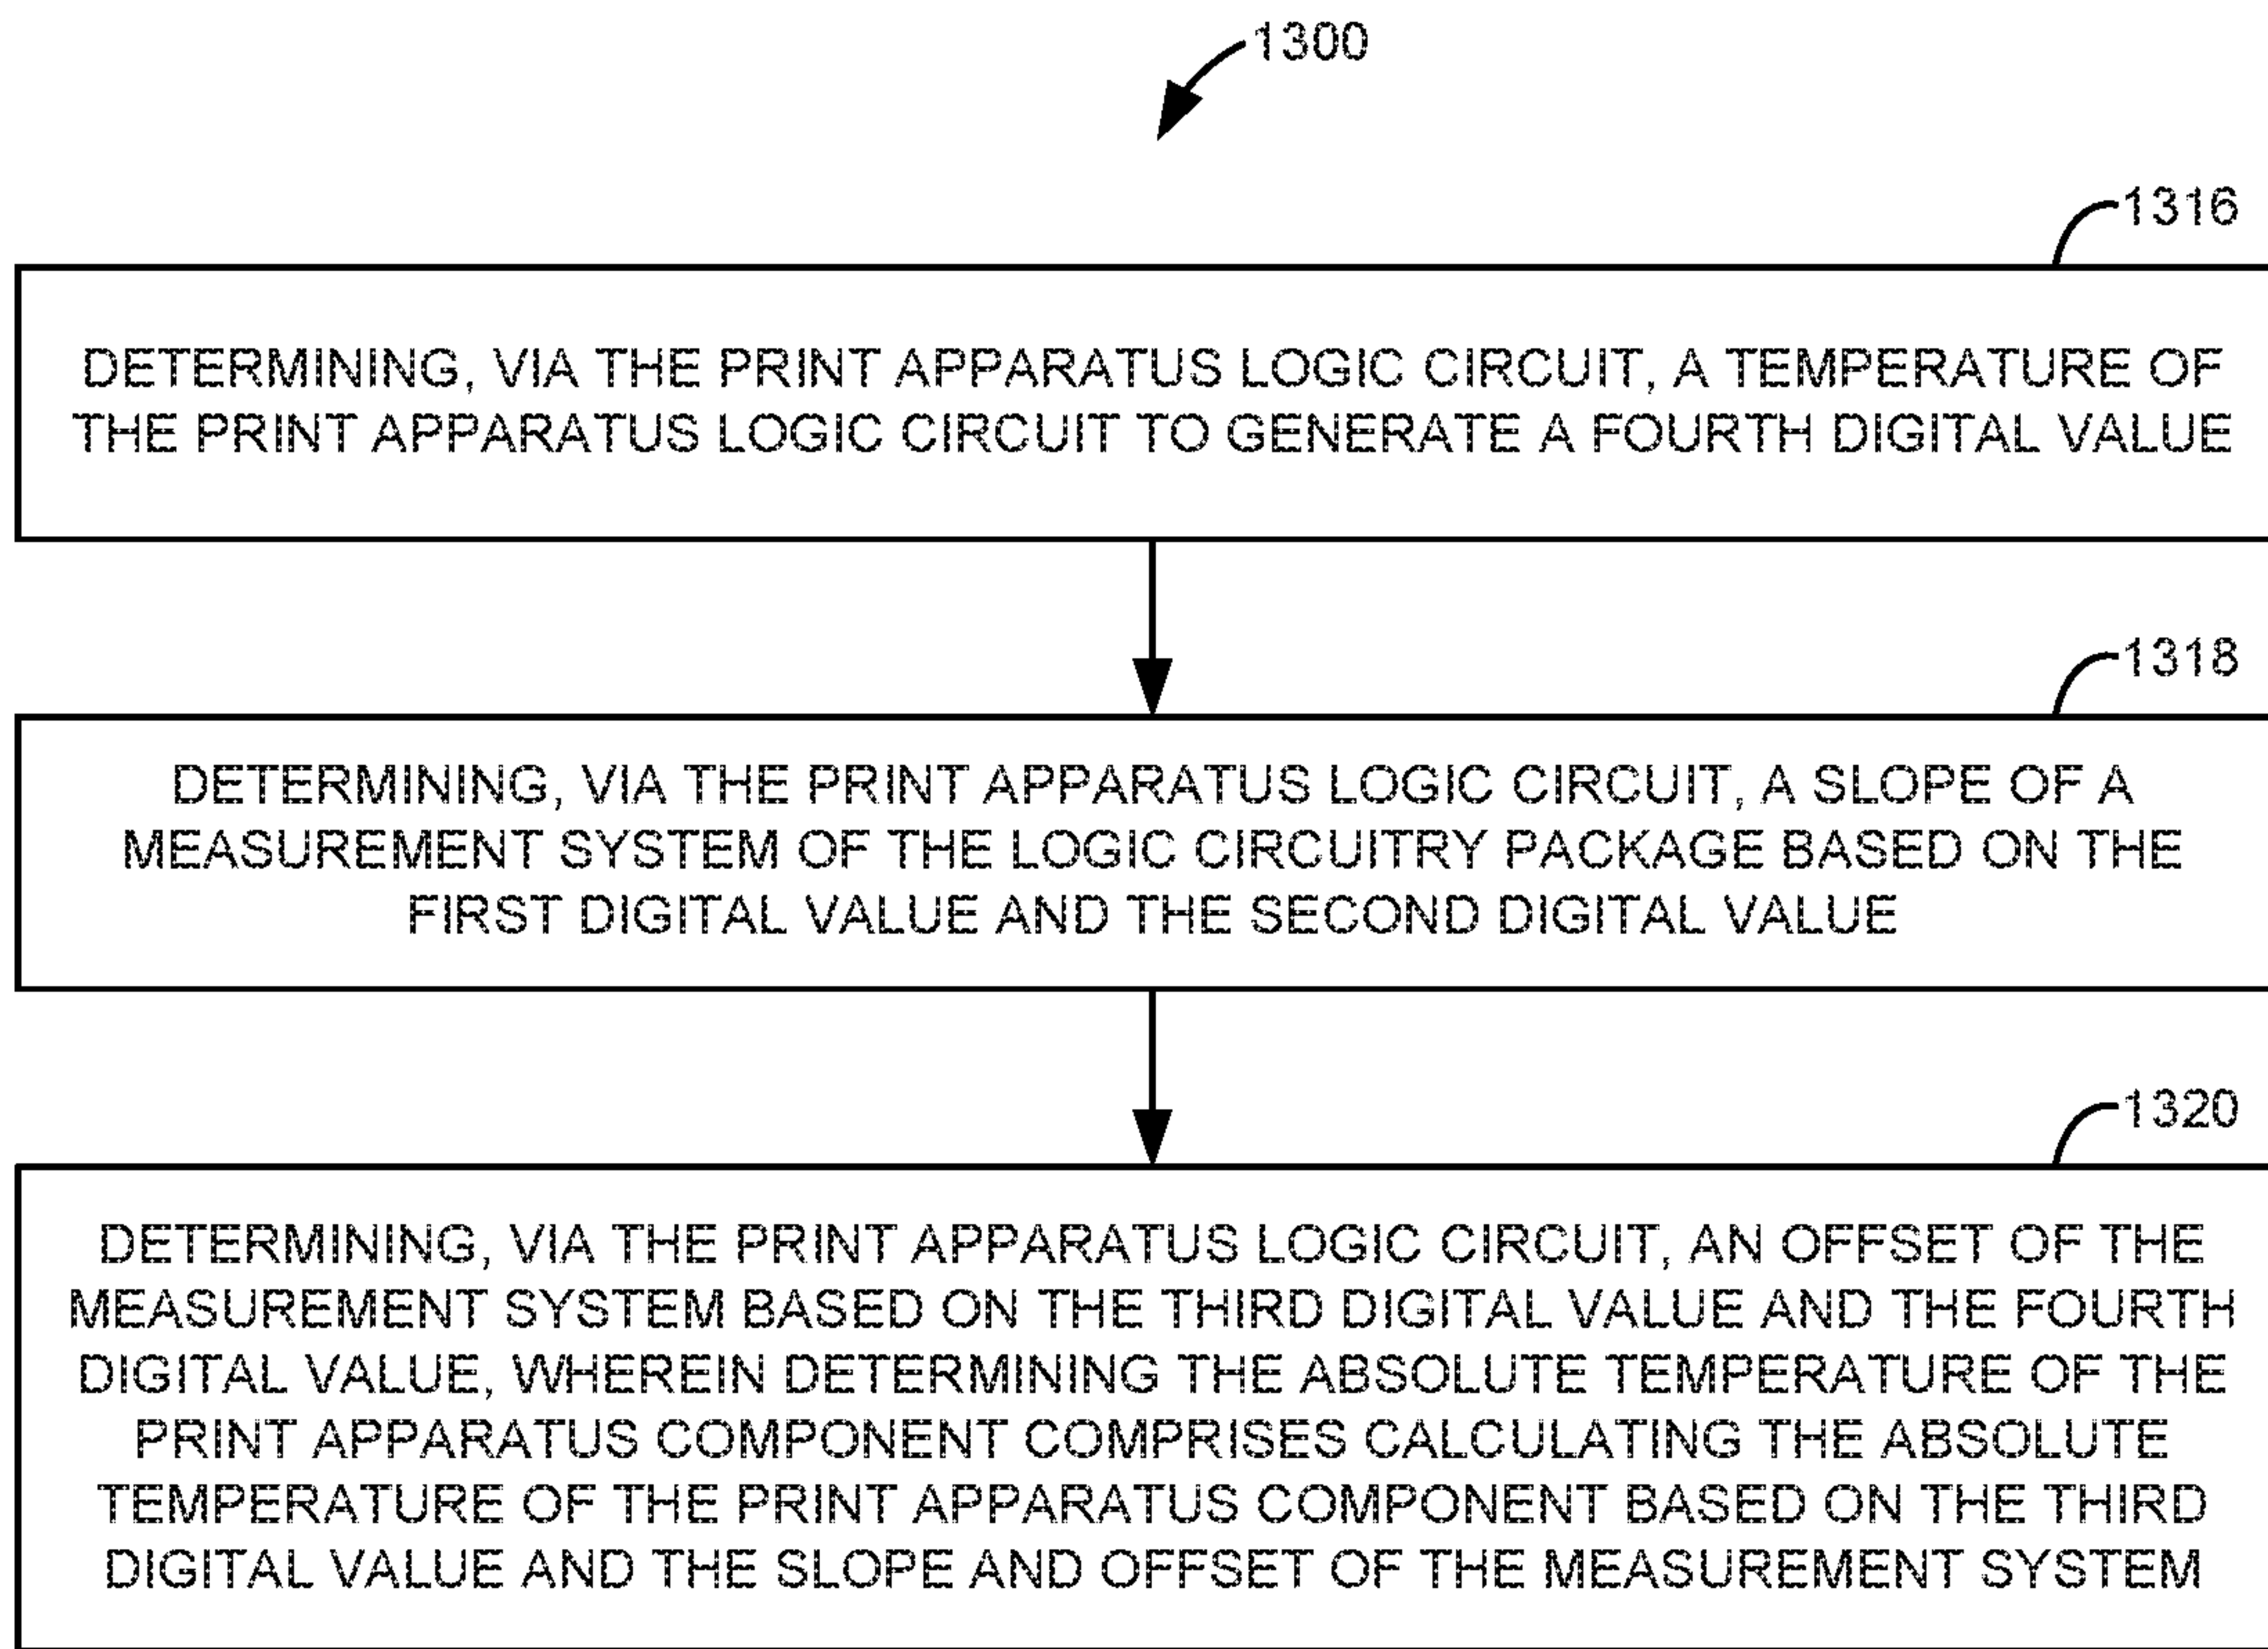 1300
1316
DETERMINING, VIA THE PRINT APPARATUS LOGIC CIRCUIT, A TEMPERATURE OF
THE PRINT APPARATUS LOGIC CIRCUIT TO GENERATE A FOURTH DIGITAL VALUE
1318
DETERMINING, VIA THE PRINT APPARATUS LOGIC CIRCUIT, A SLOPE OF A
MEASUREMENT SYSTEM OF THE LOGIC CIRCUITRY PACKAGE BASED ON THE
FIRST DIGITAL VALUE AND THE SECOND DIGITAL VALUE
1320
DETERMINING, VIA THE PRINT APPARATUS LOGIC CIRCUIT, AN OFFSET OF THE
MEASUREMENT SYSTEM BASED ON THE THIRD DIGITAL VALUE AND THE FOURTH
DIGITAL VALUE, WHEREIN DETERMINING THE ABSOLUTE TEMPERATURE OF THE
PRINT APPARATUS COMPONENT COMPRISES CALCULATING THE ABSOLUTE
TEMPERATURE OF THE PRINT APPARATUS COMPONENT BASED ON THE THIRD
DIGITAL VALUE AND THE SLOPE AND OFFSET OF THE MEASUREMENT SYSTEM